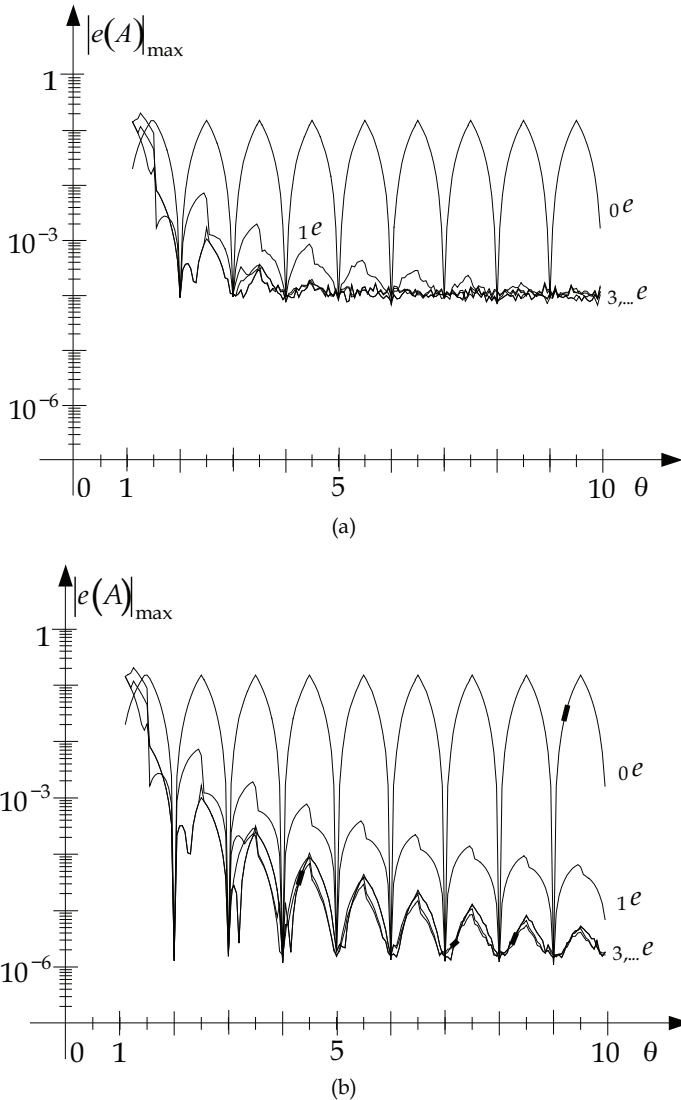 |e(A)|max
1
₀e
10⁻³
₁e
₃,...e
10⁻⁶
0 1 5 10 θ
(a)
|e(A)|max
1
₀e
10⁻³
₁e
₃,...e
10⁻⁶
0 1 5 10 θ
(b)